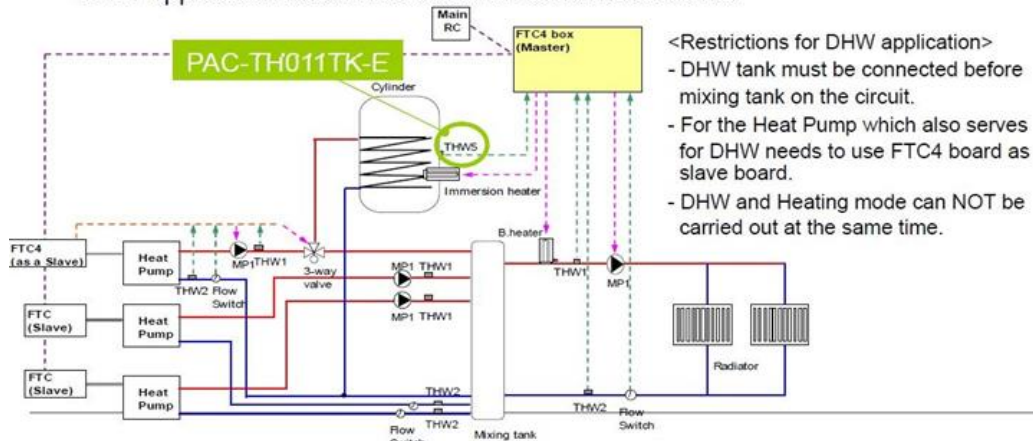 Main
RC
FTC4 box
(Master)
PAC-TH011TK-E
Cylinder
THW5
Immersion heater
<Restrictions for DHW application>
- DHW tank must be connected before
mixing tank on the circuit.
- For the Heat Pump which also serves
for DHW needs to use FTC4 board as
slave board.
- DHW and Heating mode can NOT be
carried out at the same time.
FTC4
(as a Slave)
Heat
Pump
MP1
THW1
3-way
valve
THW2
Flow
Switch
MP1
THW1
MP1
THW1
B.heater
THW1
MP1
FTC
(Slave)
Heat
Pump
Radiator
FTC
(Slave)
Heat
Pump
THW2
THW2
Flow
Mixing tank
THW2
Flow
Switch